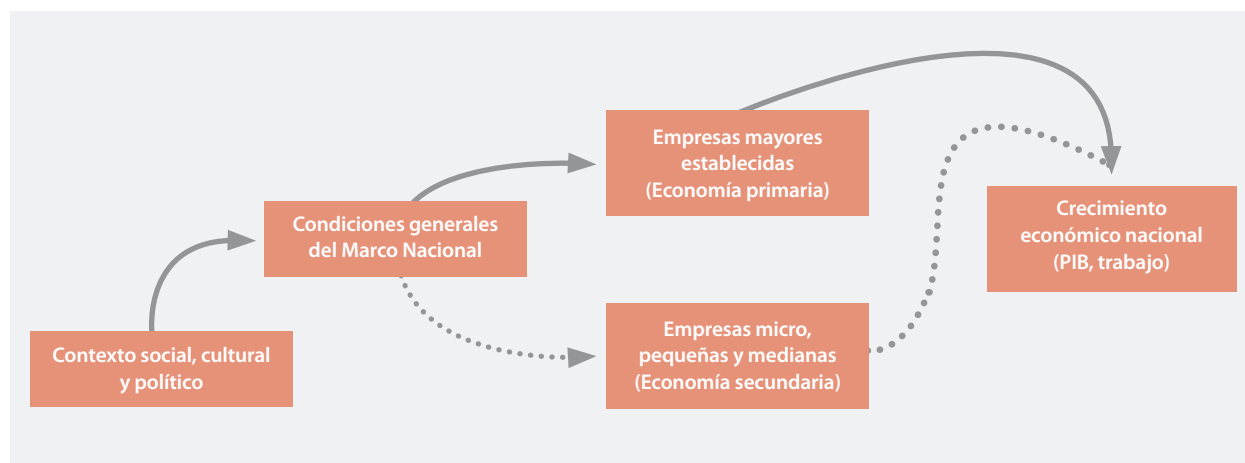 Contexto social, cultural
y político
Condiciones generales
del Marco Nacional
Empresas mayores
establecidas
(Economía primaria)
Empresas micro,
pequeñas y medianas
(Economía secundaria)
Crecimiento
económico nacional
(PIB, trabajo)